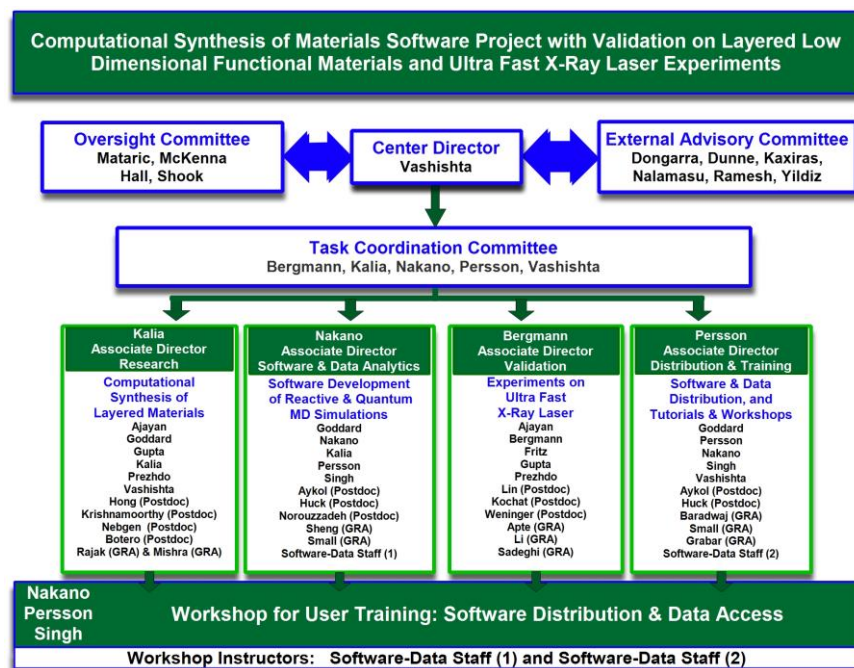 Computational Synthesis of Materials Software Project with Validation on Layered Low
Dimensional Functional Materials and Ultra Fast X-Ray Laser Experiments
Oversight Committee
Mataric, McKenna
Hall, Shook
Center Director
Vashishta
External Advisory Committee
Dongarra, Dunne, Kaxiras,
Nalamasu, Ramesh, Yildiz
Task Coordination Committee
Bergmann, Kalia, Nakano, Persson, Vashishta
Kalia
Associate Director
Research
Computational
Synthesis of
Layered Materials
Ajayan
Goddard
Gupta
Kalia
Prezhdo
Vashishta
Hong (Postdoc)
Krishnamoorthy (Postdoc)
Nebgen (Postdoc)
Botero (Postdoc)
Rajak (GRA) & Mishra (GRA)
Nakano
Associate Director
Software & Data Analytics
Software Development
of Reactive & Quantum
MD Simulations
Goddard
Nakano
Kalia
Persson
Singh
Aykol (Postdoc)
Huck (Postdoc)
Norouzzadeh (Postdoc)
Sheng (GRA)
Small (GRA)
Software-Data Staff (1)
Bergmann
Associate Director
Validation
Experiments on
Ultra Fast
X-Ray Laser
Ajayan
Bergmann
Fritz
Gupta
Prezhdo
Lin (Postdoc)
Kochat (Postdoc)
Weninger (Postdoc)
Apte (GRA)
Li (GRA)
Sadeghi (GRA)
Persson
Associate Director
Distribution & Training
Software & Data
Distribution, and
Tutorials & Workshops
Goddard
Persson
Nakano
Singh
Vashishta
Aykol (Postdoc)
Huck (Postdoc)
Baradwaj (GRA)
Small (GRA)
Grabar (GRA)
Software-Data Staff (2)
Nakano
Persson
Singh
Workshop for User Training: Software Distribution & Data Access
Workshop Instructors: Software-Data Staff (1) and Software-Data Staff (2)